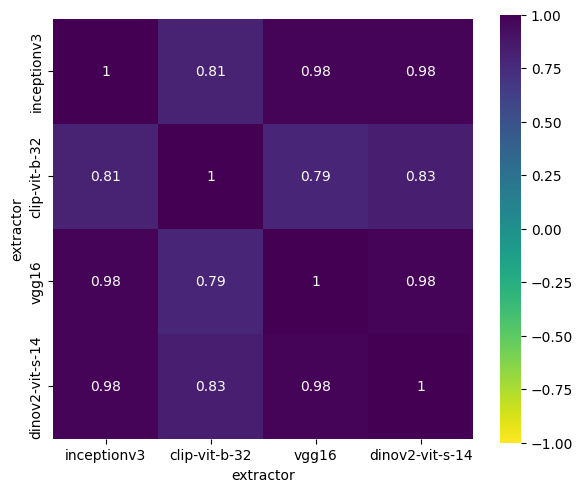 extractor
inceptionv3
1
0.81
0.98
0.98
clip-vit-b-32
0.81
1
0.79
0.83
vgg16
0.98
0.79
1
0.98
dinov2-vit-s-14
0.98
0.83
0.98
1
inceptionv3
clip-vit-b-32
vgg16
dinov2-vit-s-14
extractor
1.00
0.75
0.50
0.25
0.00
−0.25
−0.50
−0.75
−1.00